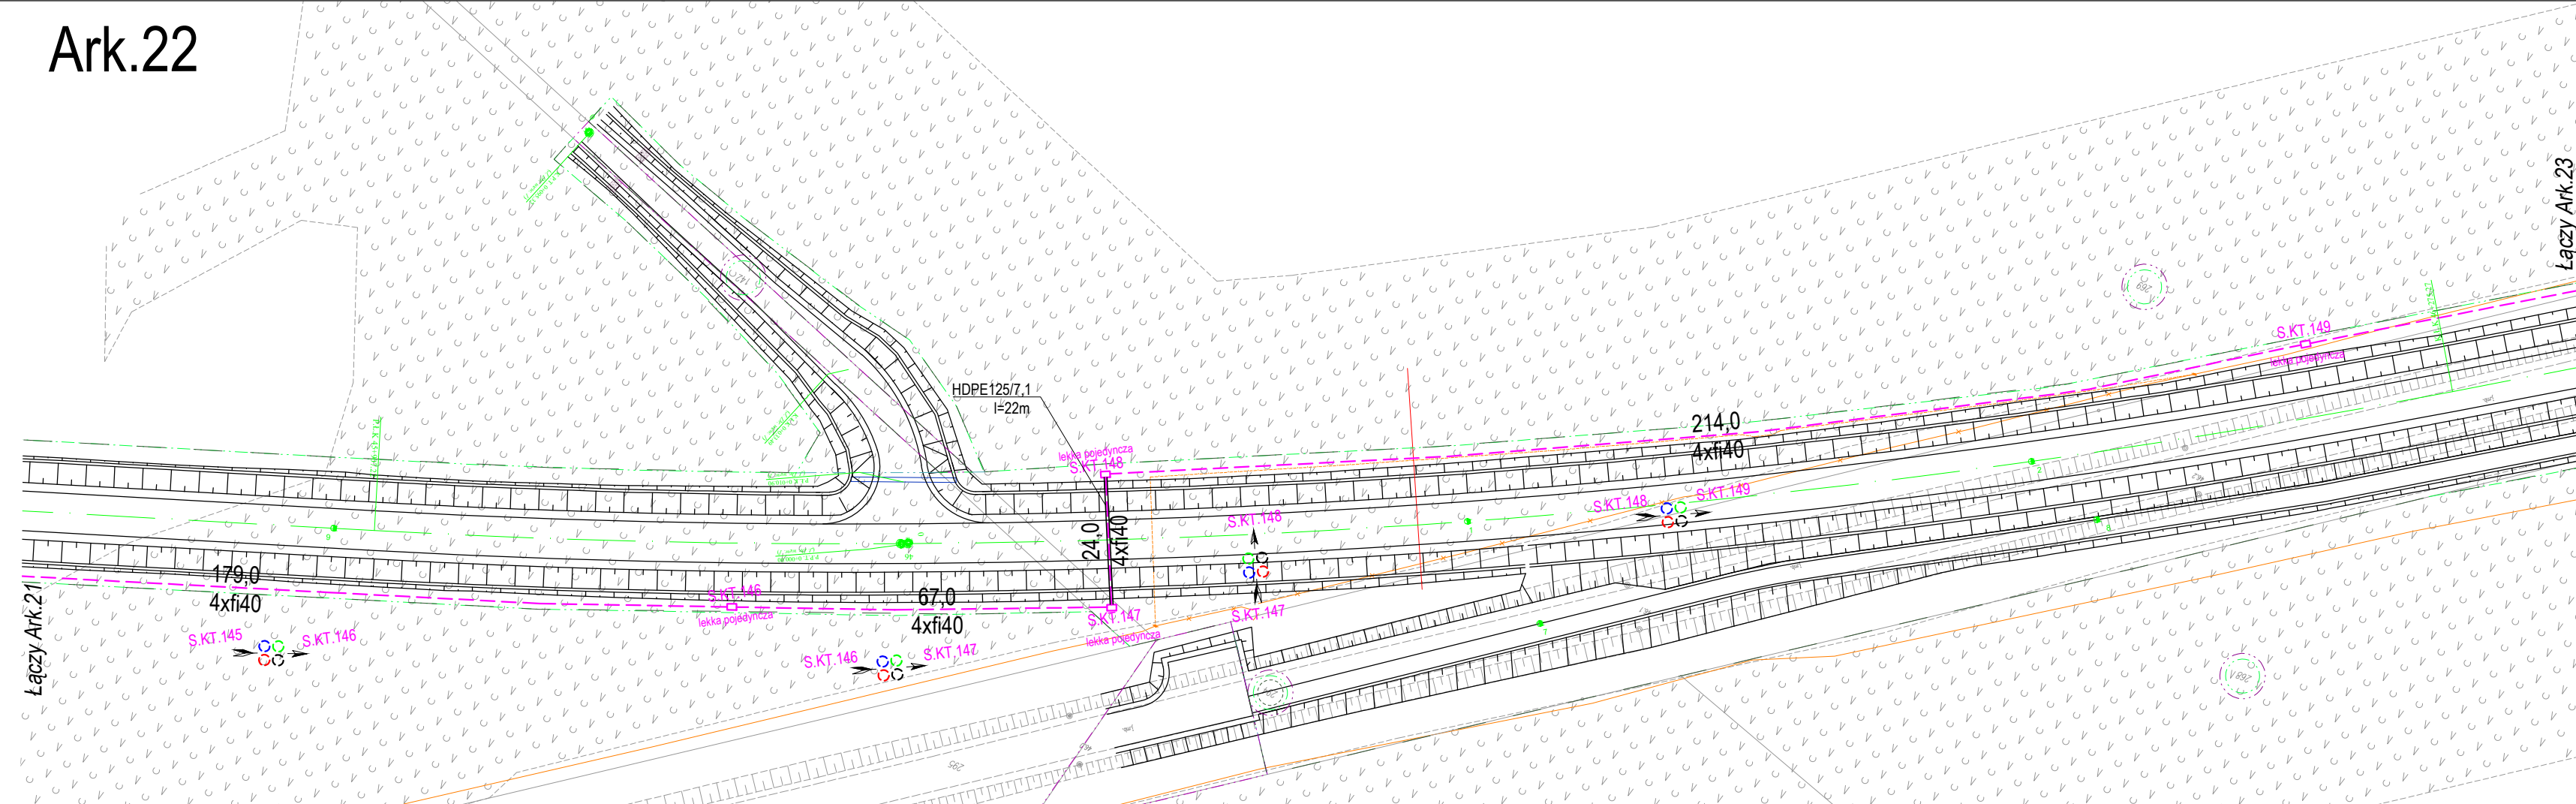 Ark.22
Łączy Ark.21
Łączy Ark.23
HDPE125/7,1
l=22m
lekka pojedyncza
S.KT.148
24,0
4xfi40
214,0
4xfi40
S.KT.149
lekka pojedyncza
S.KT.148
S.KT.149
S.KT.148
S.KT.147
179,0
4xfi40
S.KT.145
S.KT.146
S.KT.146
lekka pojedyncza
67,0
4xfi40
S.KT.146
S.KT.147
S.KT.147
lekka pojedyncza
295